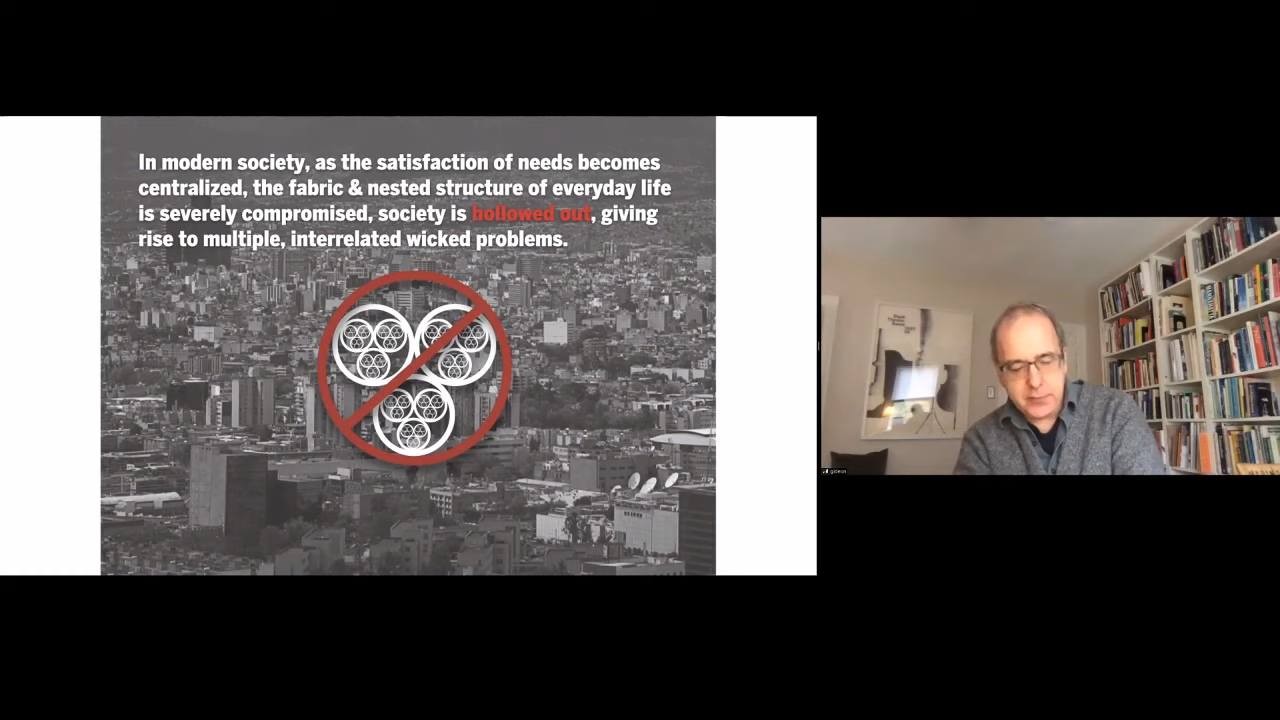 In modern society, as the satisfaction of needs becomes
centralized, the fabric & nested structure of everyday life
is severely compromised, society is hollowed out, giving
rise to multiple, interrelated wicked problems.
gideon